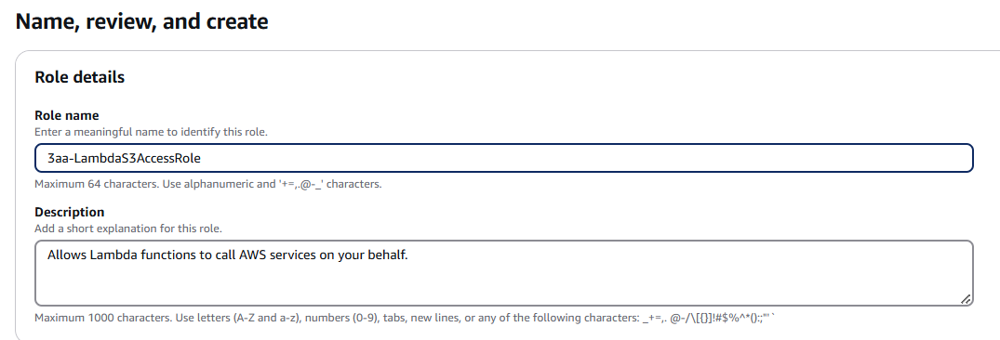 Name, review, and create
Role details
Role name
Enter a meaningful name to identify this role.
3aa-LambdaS3AccessRole
Maximum 64 characters. Use alphanumeric and '+=,.@-_' characters.
Description
Add a short explanation for this role.
Allows Lambda functions to call AWS services on your behalf.
Maximum 1000 characters. Use letters (A-Z and a-z), numbers (0-9), tabs, new lines, or any of the following characters: _+=,. @-/\[{}]!#$%^*();:"'`